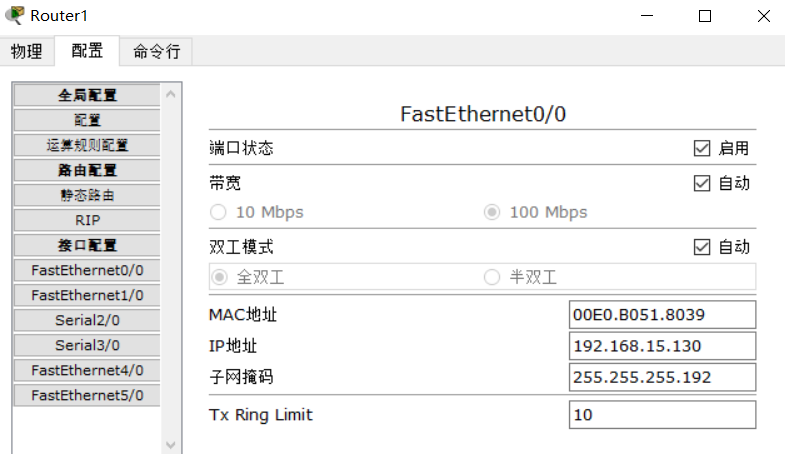 Router1
物理 配置 命令行
全局配置
配置
运算规则配置
路由配置
静态路由
RIP
接口配置
FastEthernet0/0
FastEthernet1/0
Serial2/0
Serial3/0
FastEthernet4/0
FastEthernet5/0
FastEthernet0/0
端口状态 启用
带宽 自动
10 Mbps 100 Mbps
双工模式 自动
全双工 半双工
MAC地址 00E0.B051.8039
IP地址 192.168.15.130
子网掩码 255.255.255.192
Tx Ring Limit 10